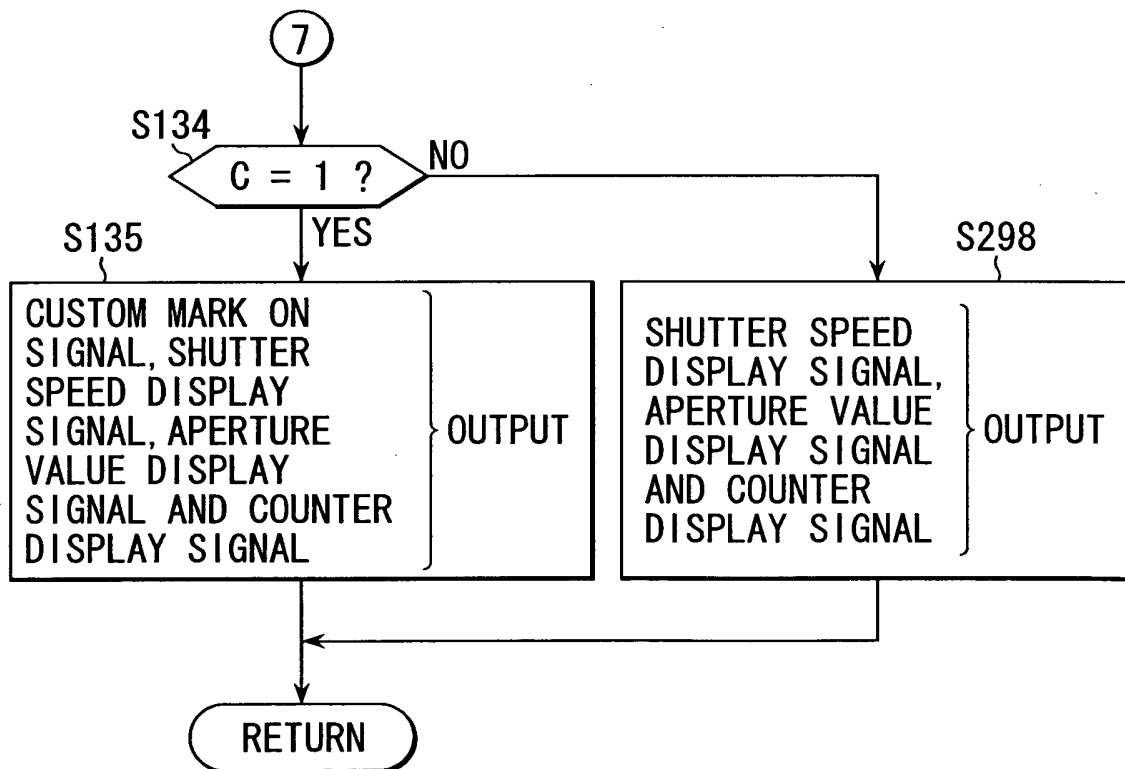 7
S134
C = 1 ?
NO
YES
S135
CUSTOM MARK ON
SIGNAL, SHUTTER
SPEED DISPLAY
SIGNAL, APERTURE
VALUE DISPLAY
SIGNAL AND COUNTER
DISPLAY SIGNAL
OUTPUT
S298
SHUTTER SPEED
DISPLAY SIGNAL,
APERTURE VALUE
DISPLAY SIGNAL
AND COUNTER
DISPLAY SIGNAL
OUTPUT
RETURN